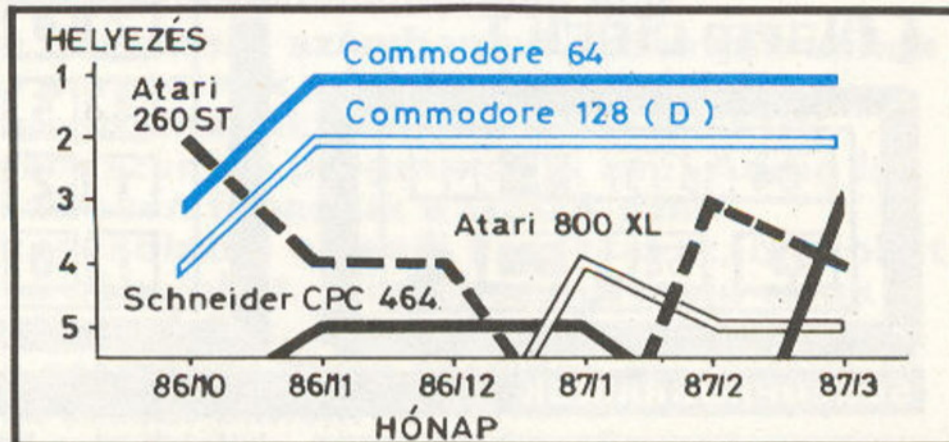 HELYEZÉS
Commodore 64
1
Atari
260 ST
Commodore 128 ( D )
2
3
Atari 800 XL
4
Schneider CPC 464
5
86/10 86/11 86/12 87/1 87/2 87/3
HÓNAP